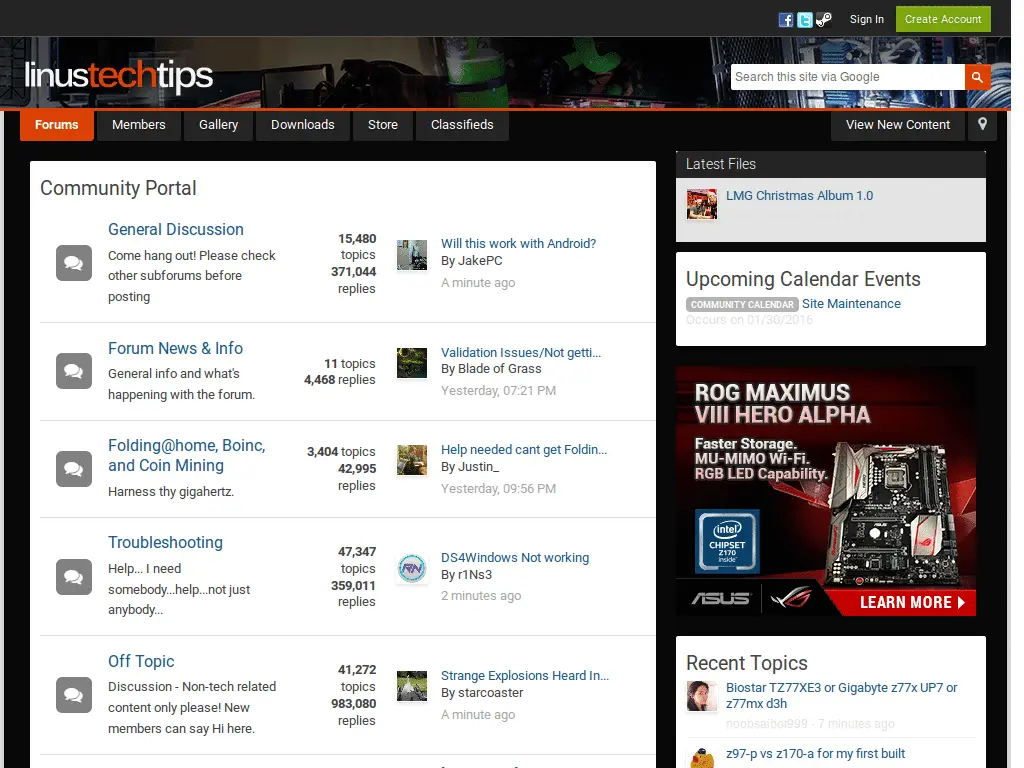 Sign In
Create Account
linustechtips
Search this site via Google
Forums
Members
Gallery
Downloads
Store
Classifieds
View New Content
Community Portal
General Discussion
Come hang out! Please check
other subforums before
posting
15,480
topics
371,044
replies
Will this work with Android?
By JakePC
A minute ago
Forum News & Info
General info and what's
happening with the forum.
11 topics
4,468 replies
Validation Issues/Not getti...
By Blade of Grass
Yesterday, 07:21 PM
Folding@home, Boinc,
and Coin Mining
Harness thy gigahertz.
3,404 topics
42,995
replies
Help needed cant get Foldin...
By Justin_
Yesterday, 09:56 PM
Troubleshooting
Help... I need
somebody...help...not just
anybody...
47,347
topics
359,011
replies
DS4Windows Not working
By r1Ns3
2 minutes ago
Off Topic
Discussion - Non-tech related
content only please! New
members can say Hi here.
41,272
topics
983,080
replies
Strange Explosions Heard In...
By starcoaster
A minute ago
Latest Files
LMG Christmas Album 1.0
Upcoming Calendar Events
COMMUNITY CALENDAR Site Maintenance
Occurs on 01/30/2016
ROG MAXIMUS
VIII HERO ALPHA
Faster Storage.
MU-MIMO Wi-Fi.
RGB LED Capability.
intel
CHIPSET
Z170
inside
ASUS
LEARN MORE
Recent Topics
Biostar TZ77XE3 or Gigabyte z77x UP7 or
z77mx d3h
noobsaibot999 - 7 minutes ago
z97-p vs z170-a for my first built